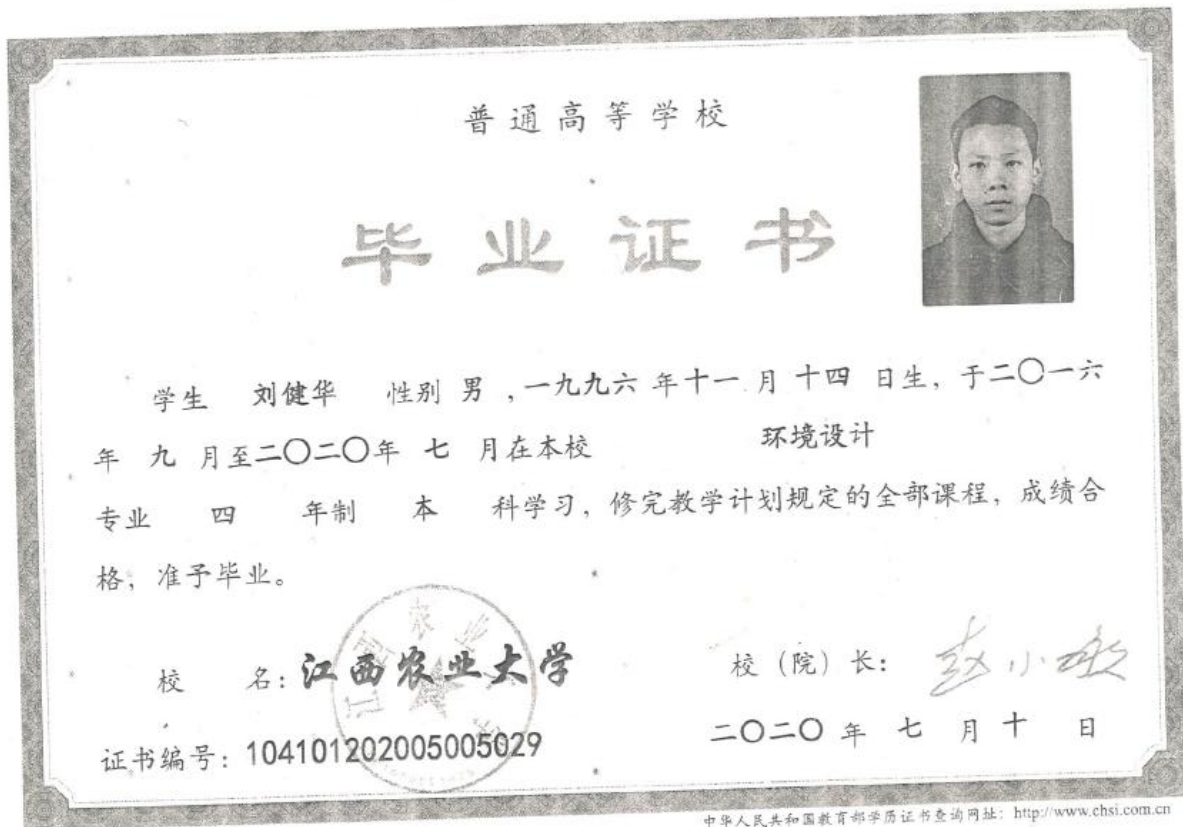 普通高等学校
毕业证书
学生 刘健华 性别 男 ,一九九六 年 十一 月 十四 日生，于二〇一六
年 九 月至二〇二〇年 七 月在本校 环境设计
专业 四 年制 本 科学习，修完教学计划规定的全部课程，成绩合
格，准予毕业。
校 名：江西农业大学
校（院）长：赵小敏
证书编号：104101202005005029
二〇二〇 年 七 月 十 日
中华人民共和国教育部学历证书查询网址：http://www.chsi.com.cn